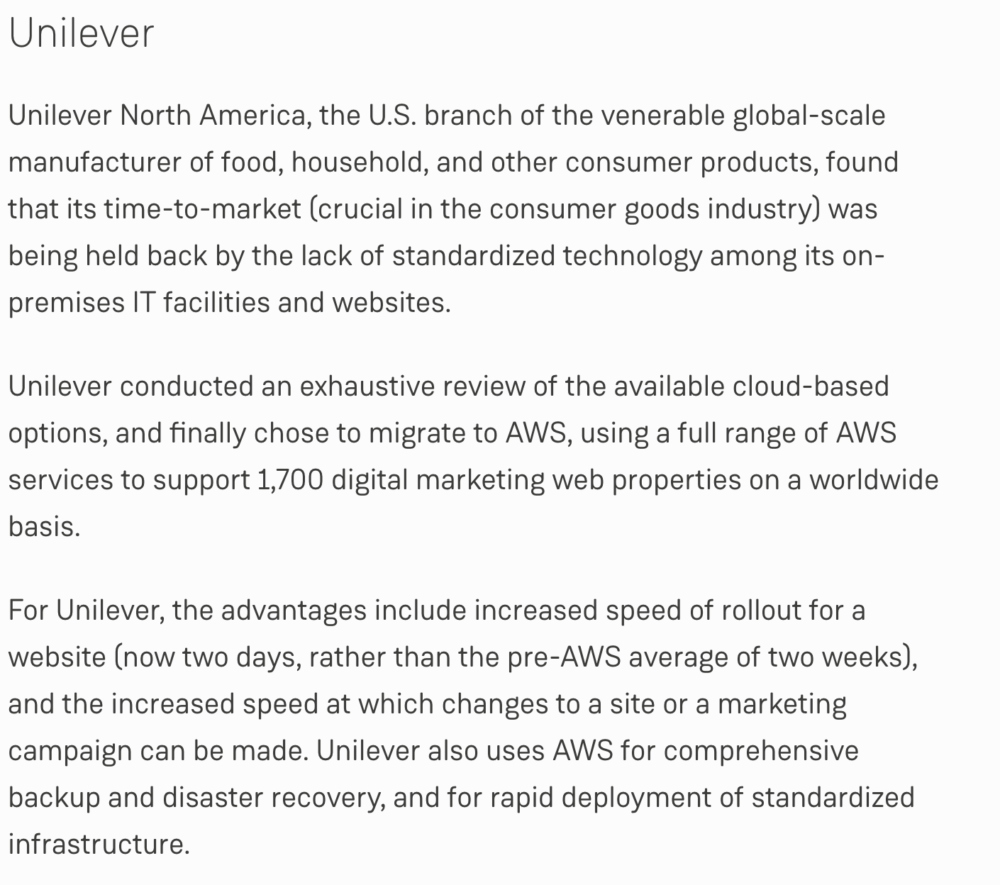 Unilever
Unilever North America, the U.S. branch of the venerable global-scale
manufacturer of food, household, and other consumer products, found
that its time-to-market (crucial in the consumer goods industry) was
being held back by the lack of standardized technology among its on-
premises IT facilities and websites.
Unilever conducted an exhaustive review of the available cloud-based
options, and finally chose to migrate to AWS, using a full range of AWS
services to support 1,700 digital marketing web properties on a worldwide
basis.
For Unilever, the advantages include increased speed of rollout for a
website (now two days, rather than the pre-AWS average of two weeks),
and the increased speed at which changes to a site or a marketing
campaign can be made. Unilever also uses AWS for comprehensive
backup and disaster recovery, and for rapid deployment of standardized
infrastructure.